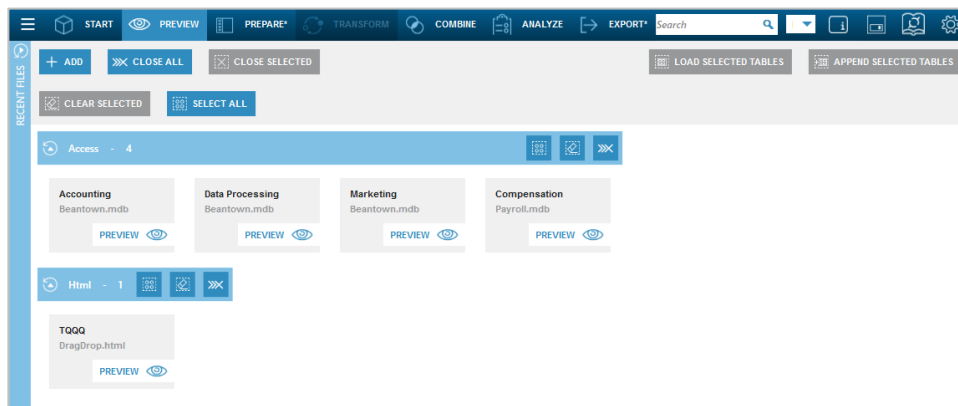 START PREVIEW PREPARE* TRANSFORM COMBINE ANALYZE EXPORT* Search
ADD CLOSE ALL CLOSE SELECTED LOAD SELECTED TABLES APPEND SELECTED TABLES
RECENT FILES
CLEAR SELECTED SELECT ALL
Access - 4
Accounting Data Processing Marketing Compensation
Beantown.mdb Beantown.mdb Beantown.mdb Payroll.mdb
PREVIEW PREVIEW PREVIEW PREVIEW
Html - 1
TQQQ
DragDrop.html
PREVIEW